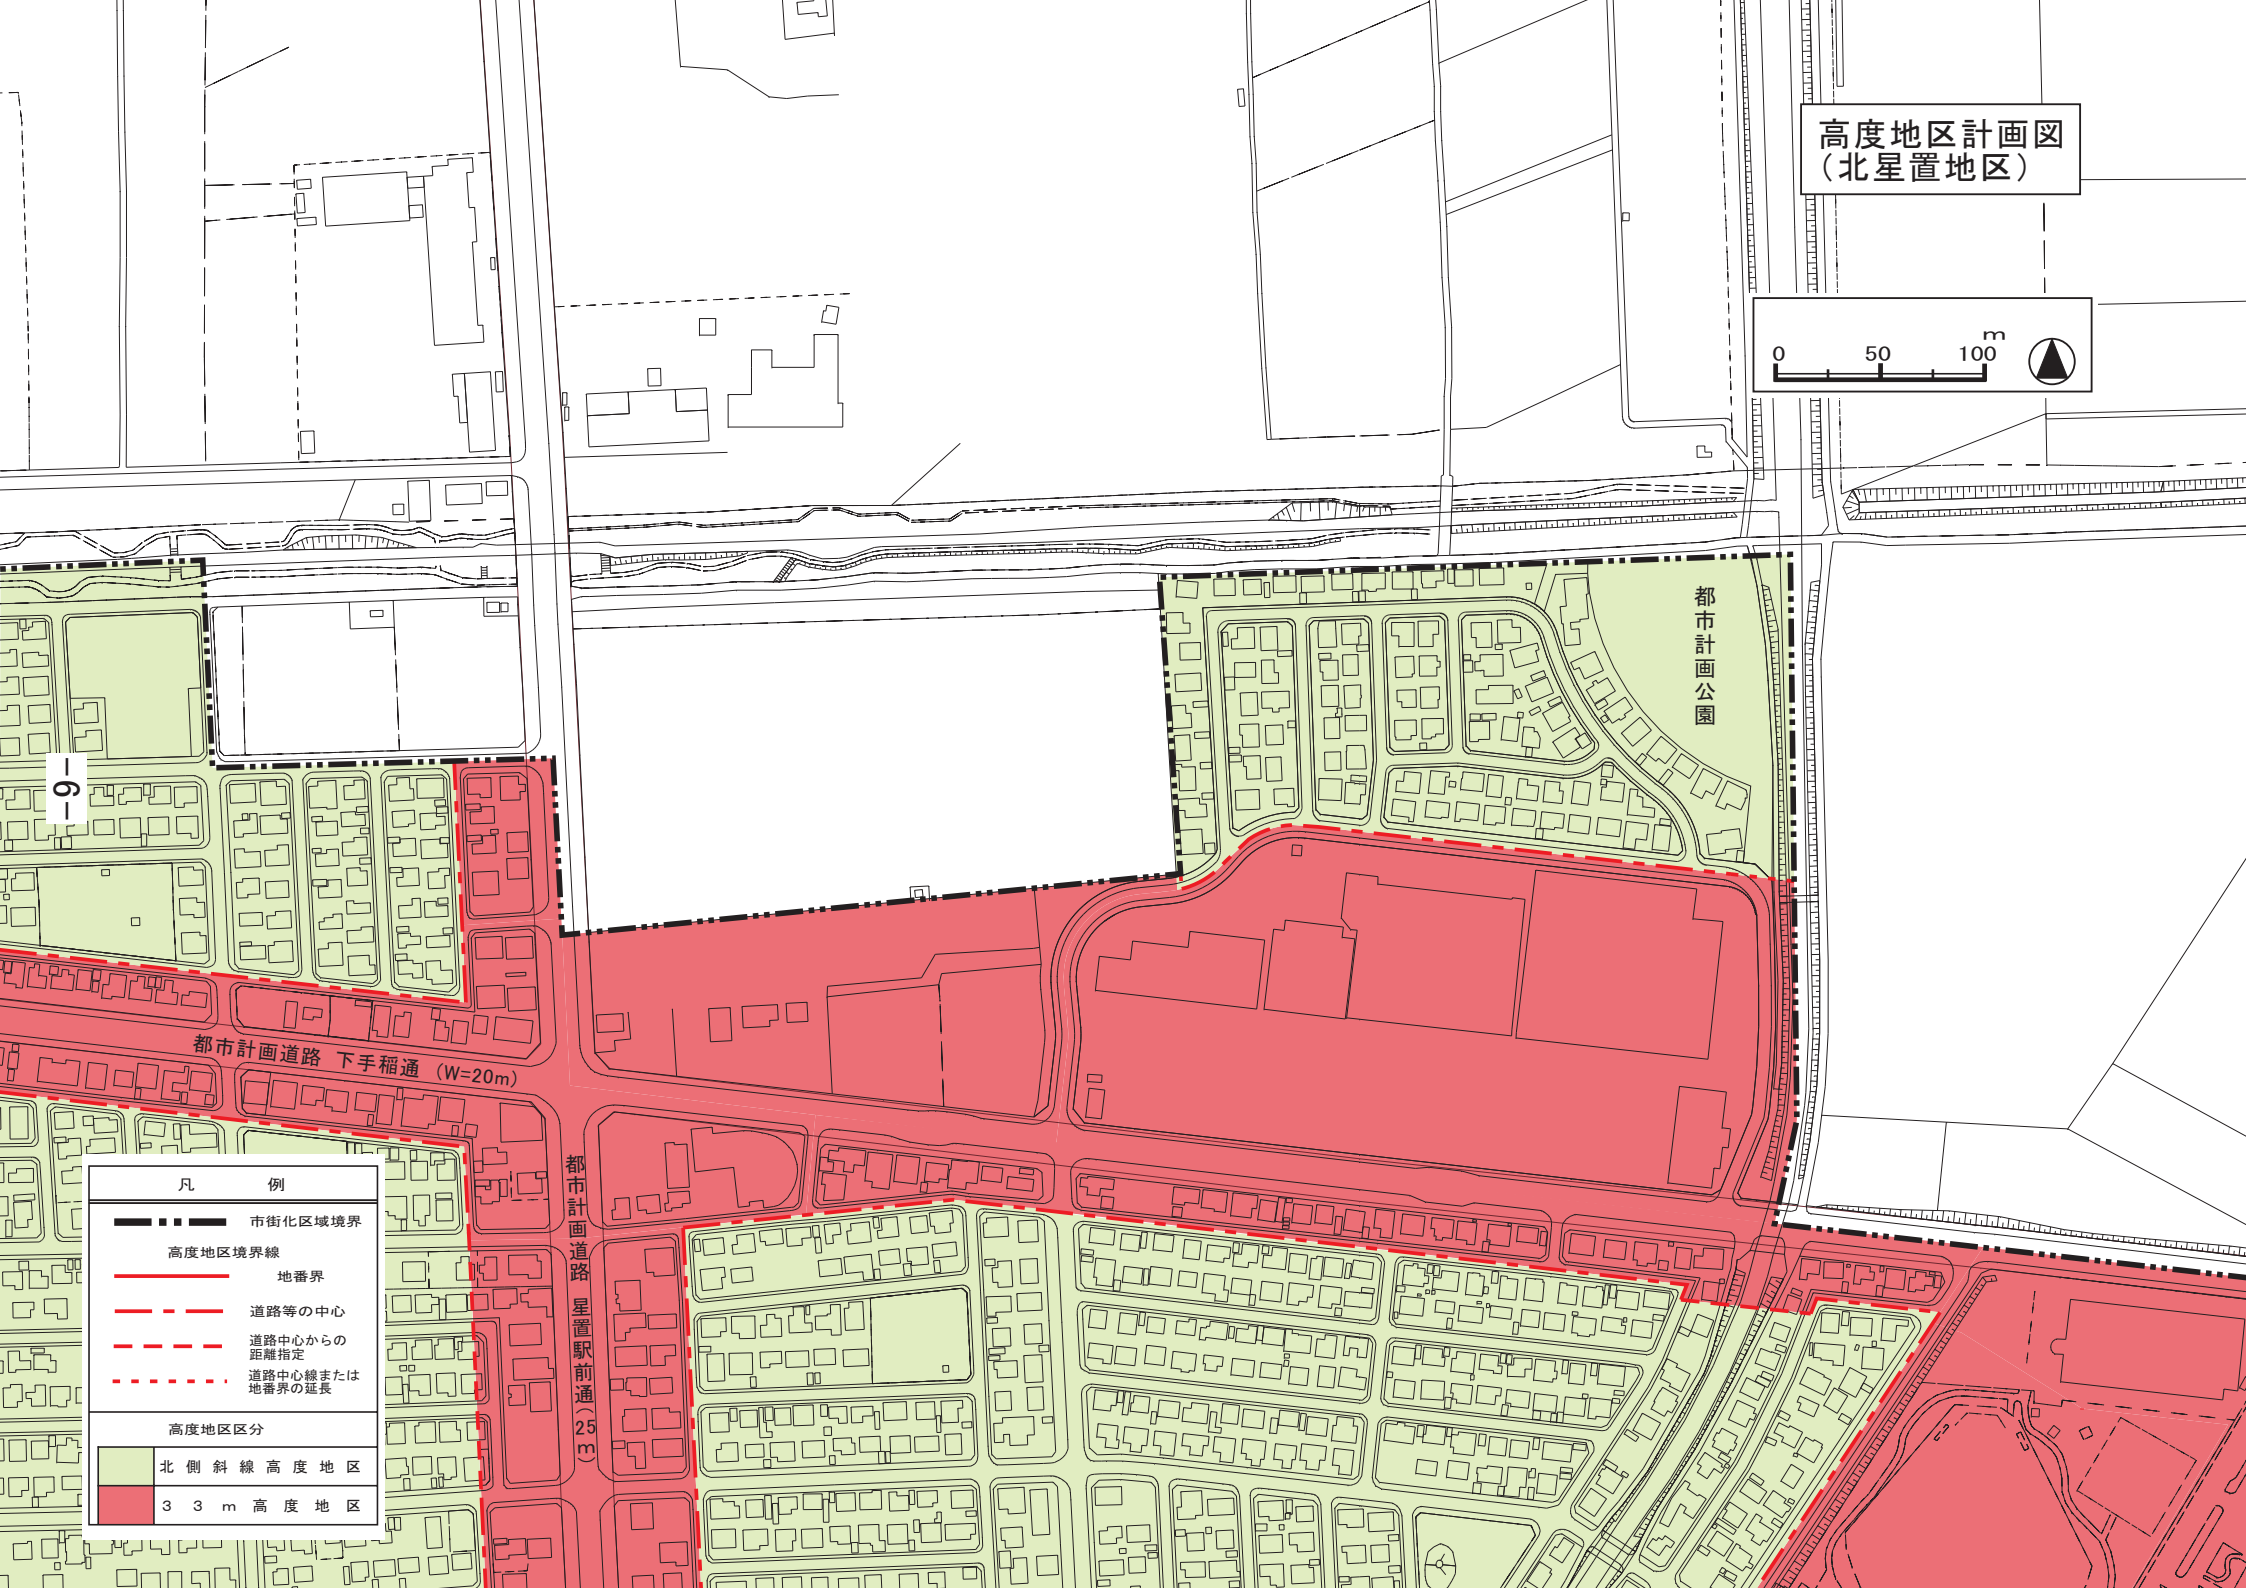 高度地区計画図
（北星置地区）
m
0 50 100
都市計画公園
-9-
都市計画道路 下手稲通 (W=20m)
都市計画道路 星置駅前通(25m)
凡 例
市街化区域境界
高度地区境界線
地番界
道路等の中心
道路中心からの
距離指定
道路中心線または
地番界の延長
高度地区区分
北側斜線高度地区
33m高度地区